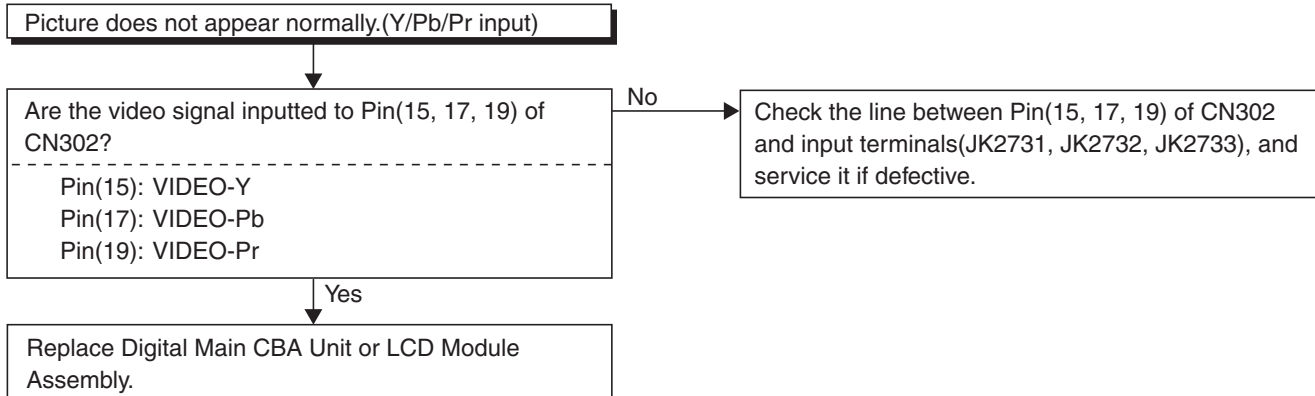 Picture does not appear normally.(Y/Pb/Pr input)
Are the video signal inputted to Pin(15, 17, 19) of
CN302?
Pin(15): VIDEO-Y
Pin(17): VIDEO-Pb
Pin(19): VIDEO-Pr
No
Check the line between Pin(15, 17, 19) of CN302
and input terminals(JK2731, JK2732, JK2733), and
service it if defective.
Yes
Replace Digital Main CBA Unit or LCD Module
Assembly.